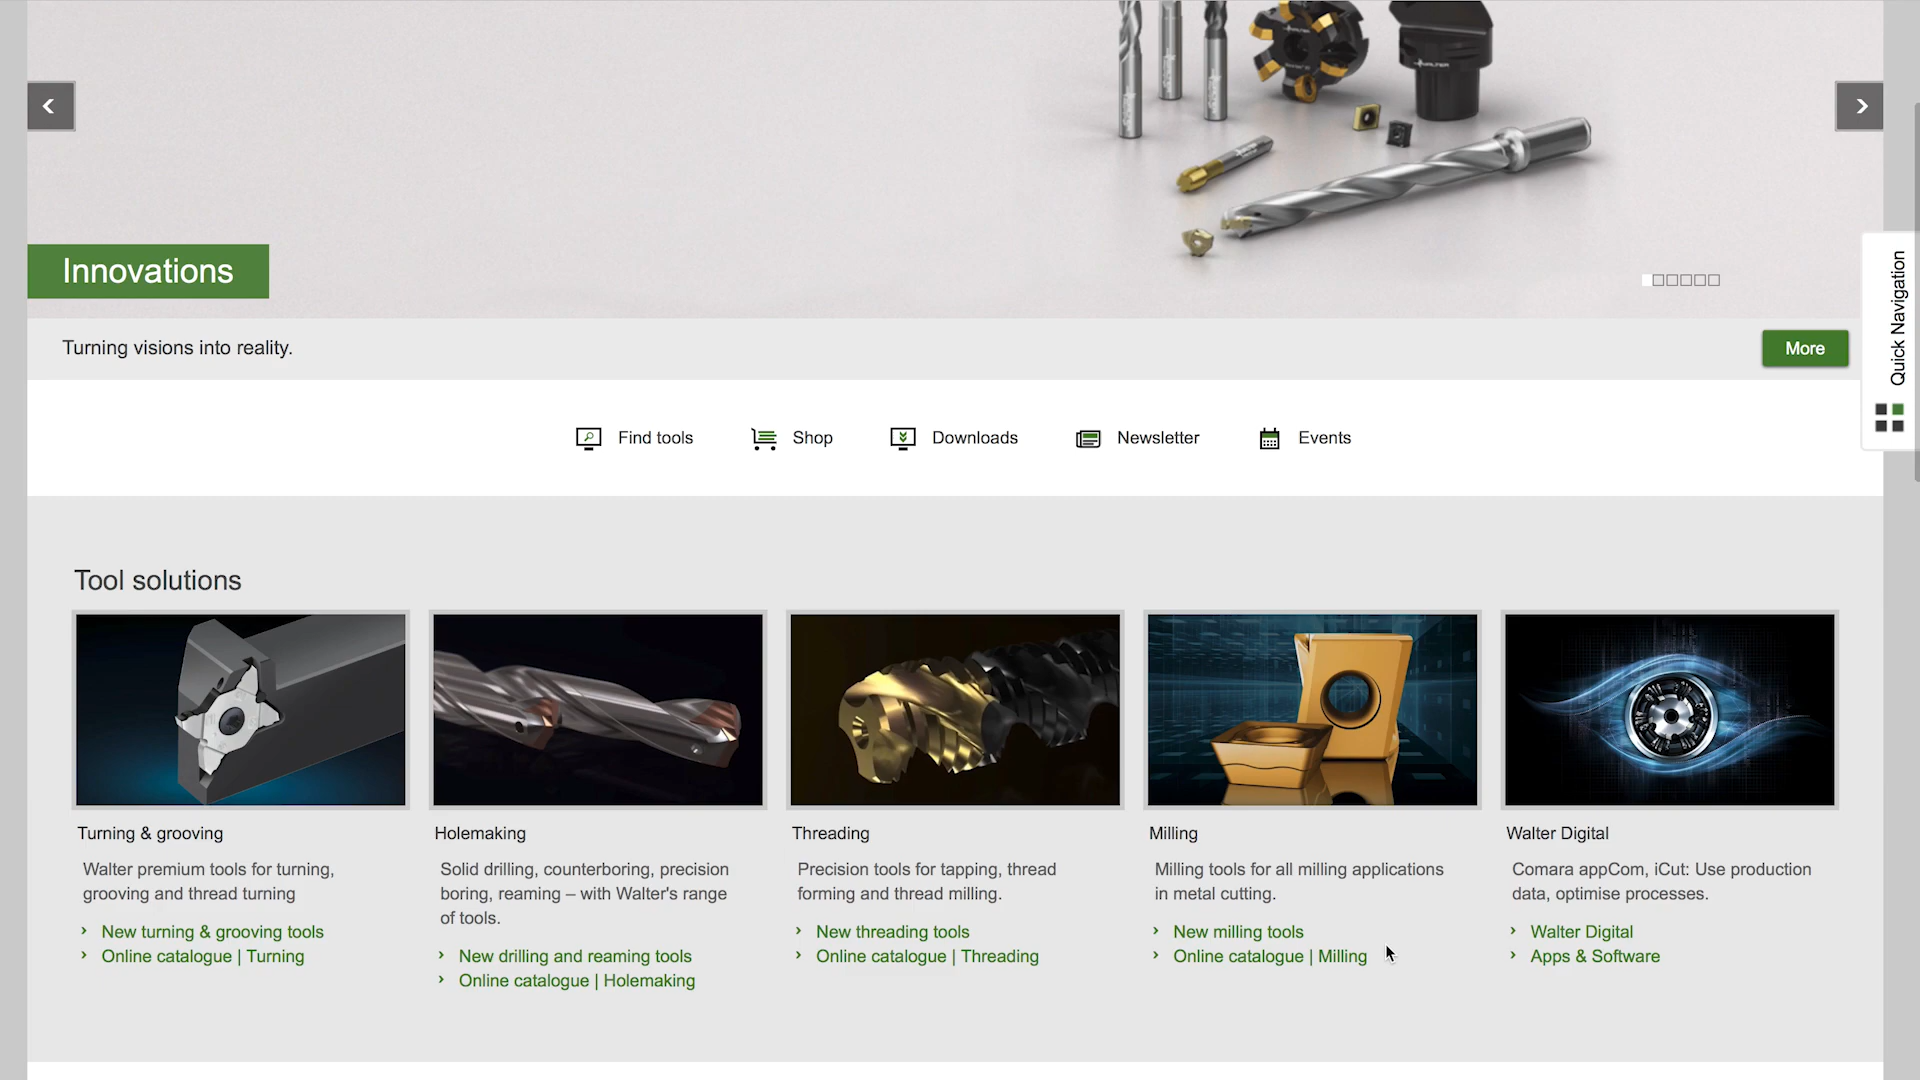 WALTER
WALTER
Innovations
Quick Navigation
Turning visions into reality.
More
Find tools
Shop
Downloads
Newsletter
Events
Tool solutions
Turning & grooving
Walter premium tools for turning,
grooving and thread turning
› New turning & grooving tools
› Online catalogue | Turning
Holemaking
Solid drilling, counterboring, precision
boring, reaming – with Walter's range
of tools.
› New drilling and reaming tools
› Online catalogue | Holemaking
Threading
Precision tools for tapping, thread
forming and thread milling.
› New threading tools
› Online catalogue | Threading
Milling
Milling tools for all milling applications
in metal cutting.
› New milling tools
› Online catalogue | Milling
Walter Digital
Comara appCom, iCut: Use production
data, optimise processes.
› Walter Digital
› Apps & Software